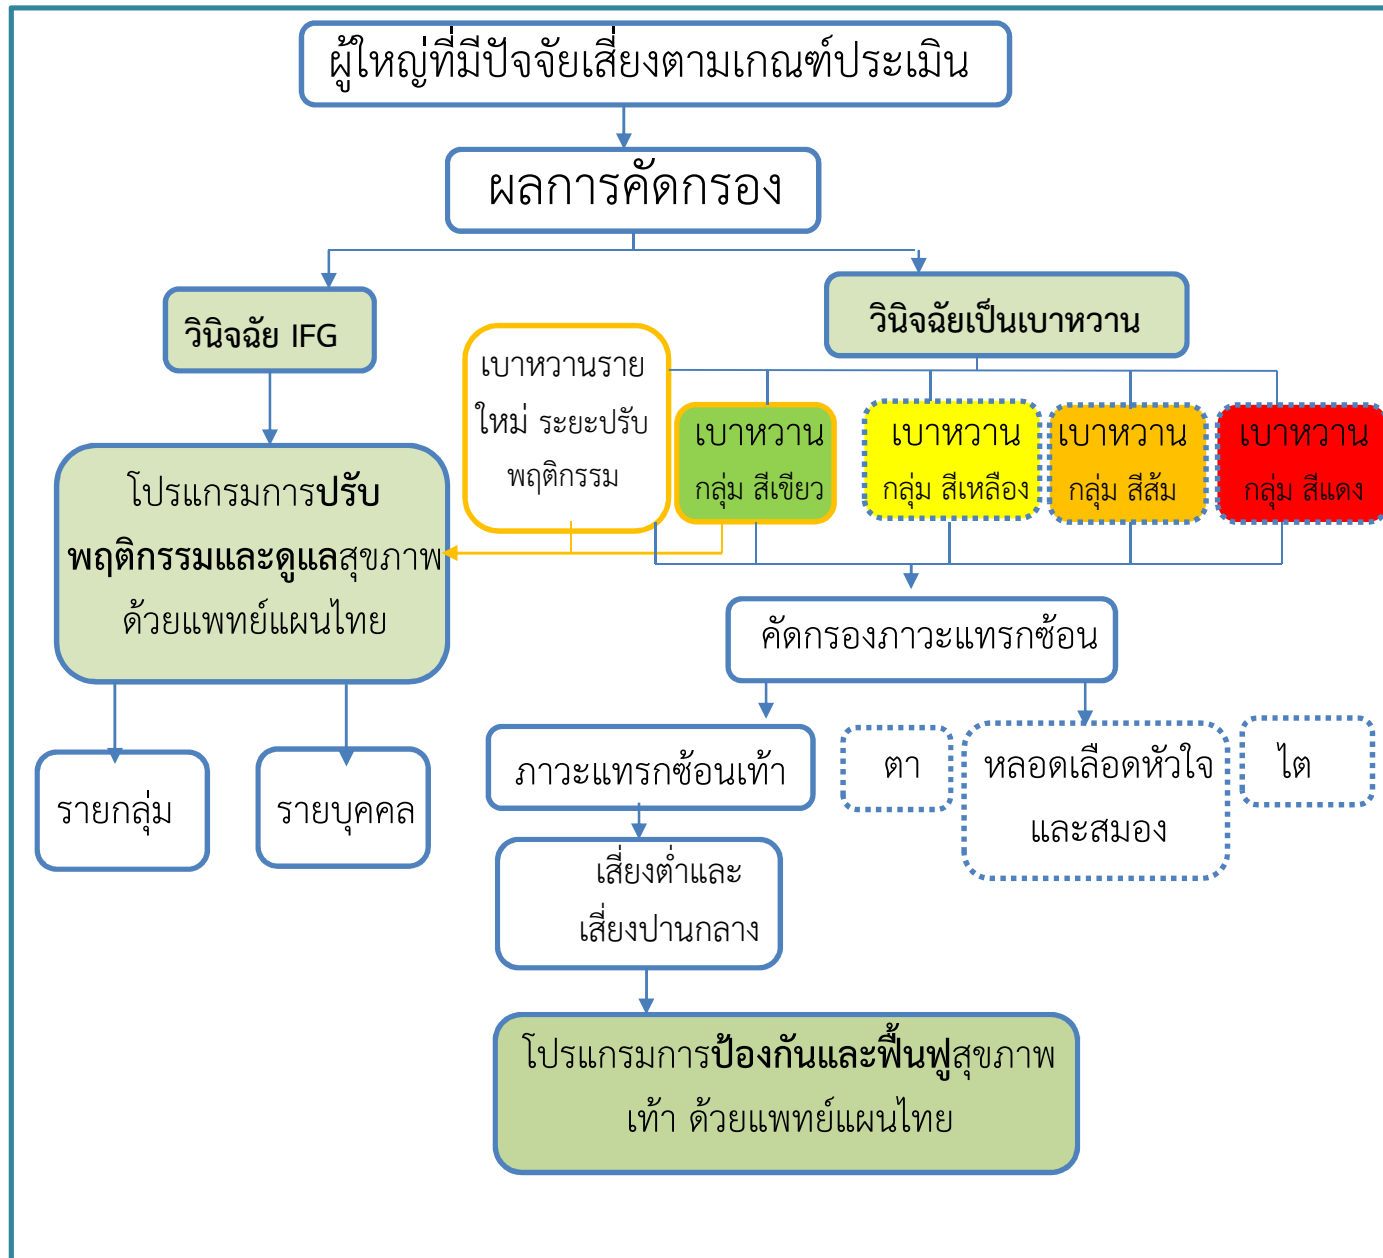 ผู้ใหญ่ที่มีปัจจัยเสี่ยงตามเกณฑ์ประเมิน
ผลการคัดกรอง
วินิจฉัย IFG
วินิจฉัยเป็นเบาหวาน
เบาหวานราย
ใหม่ ระยะปรับ
พฤติกรรม
เบาหวาน
กลุ่ม สีเขียว
เบาหวาน
กลุ่ม สีเหลือง
เบาหวาน
กลุ่ม สีส้ม
เบาหวาน
กลุ่ม สีแดง
โปรแกรมการปรับ
พฤติกรรมและดูแลสุขภาพ
ด้วยแพทย์แผนไทย
คัดกรองภาวะแทรกซ้อน
รายกลุ่ม
รายบุคคล
ภาวะแทรกซ้อนเท้า
ตา
หลอดเลือดหัวใจ
และสมอง
ไต
เสี่ยงต่ำและ
เสี่ยงปานกลาง
โปรแกรมการป้องกันและฟื้นฟูสุขภาพ
เท้า ด้วยแพทย์แผนไทย